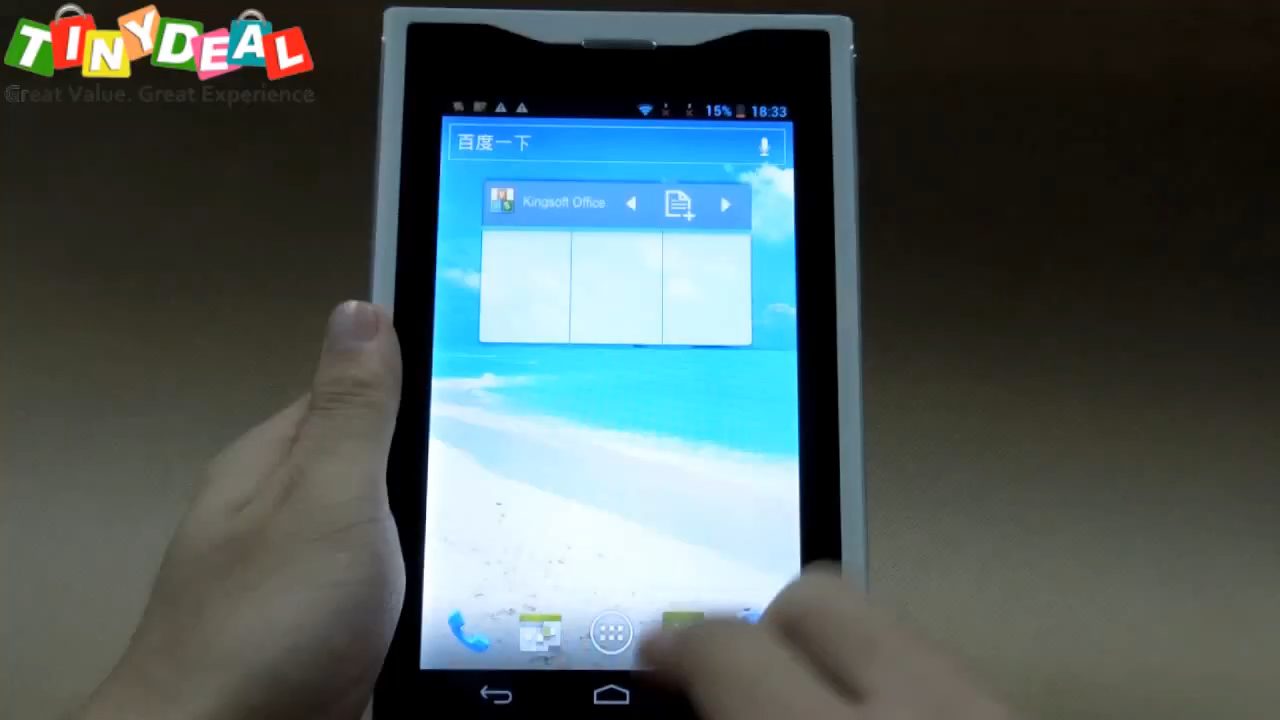 TINYDEAL
Great Value. Great Experience
15% 18:33
百度一下
Kingsoft Office